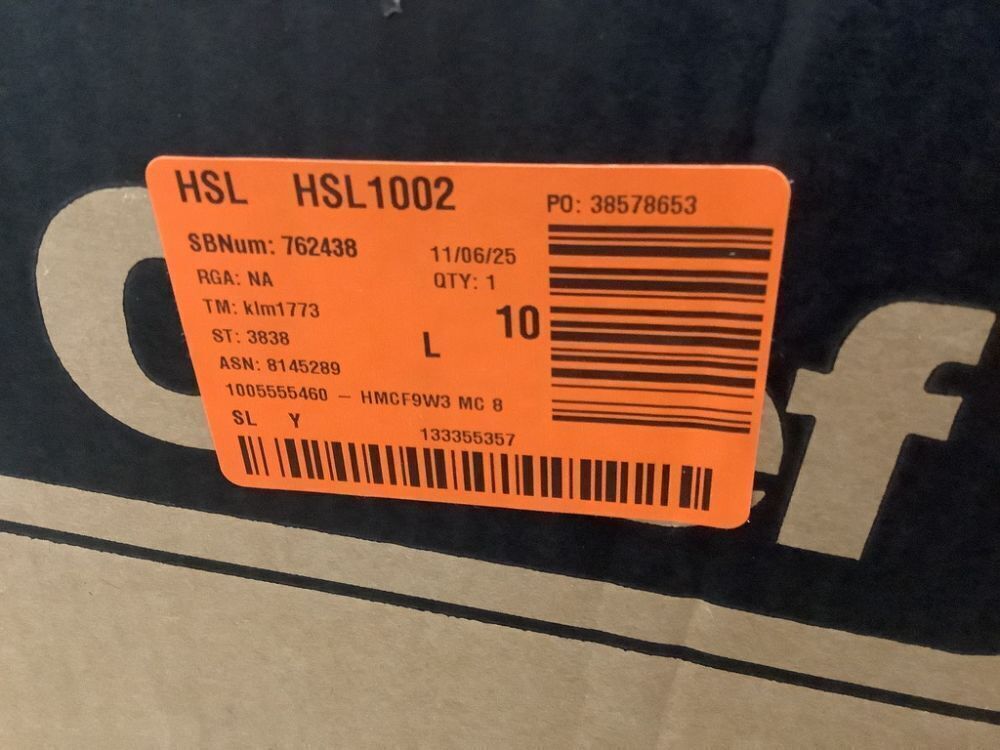 HSL HSL1002
PO: 38578653
SBNum: 762438 11/06/25
RGA: NA QTY: 1
TM: klm1773
10
ST: 3838 L
ASN: 8145289
1005555460 – HMCF9W3 MC 8
SL Y 133355357
ef